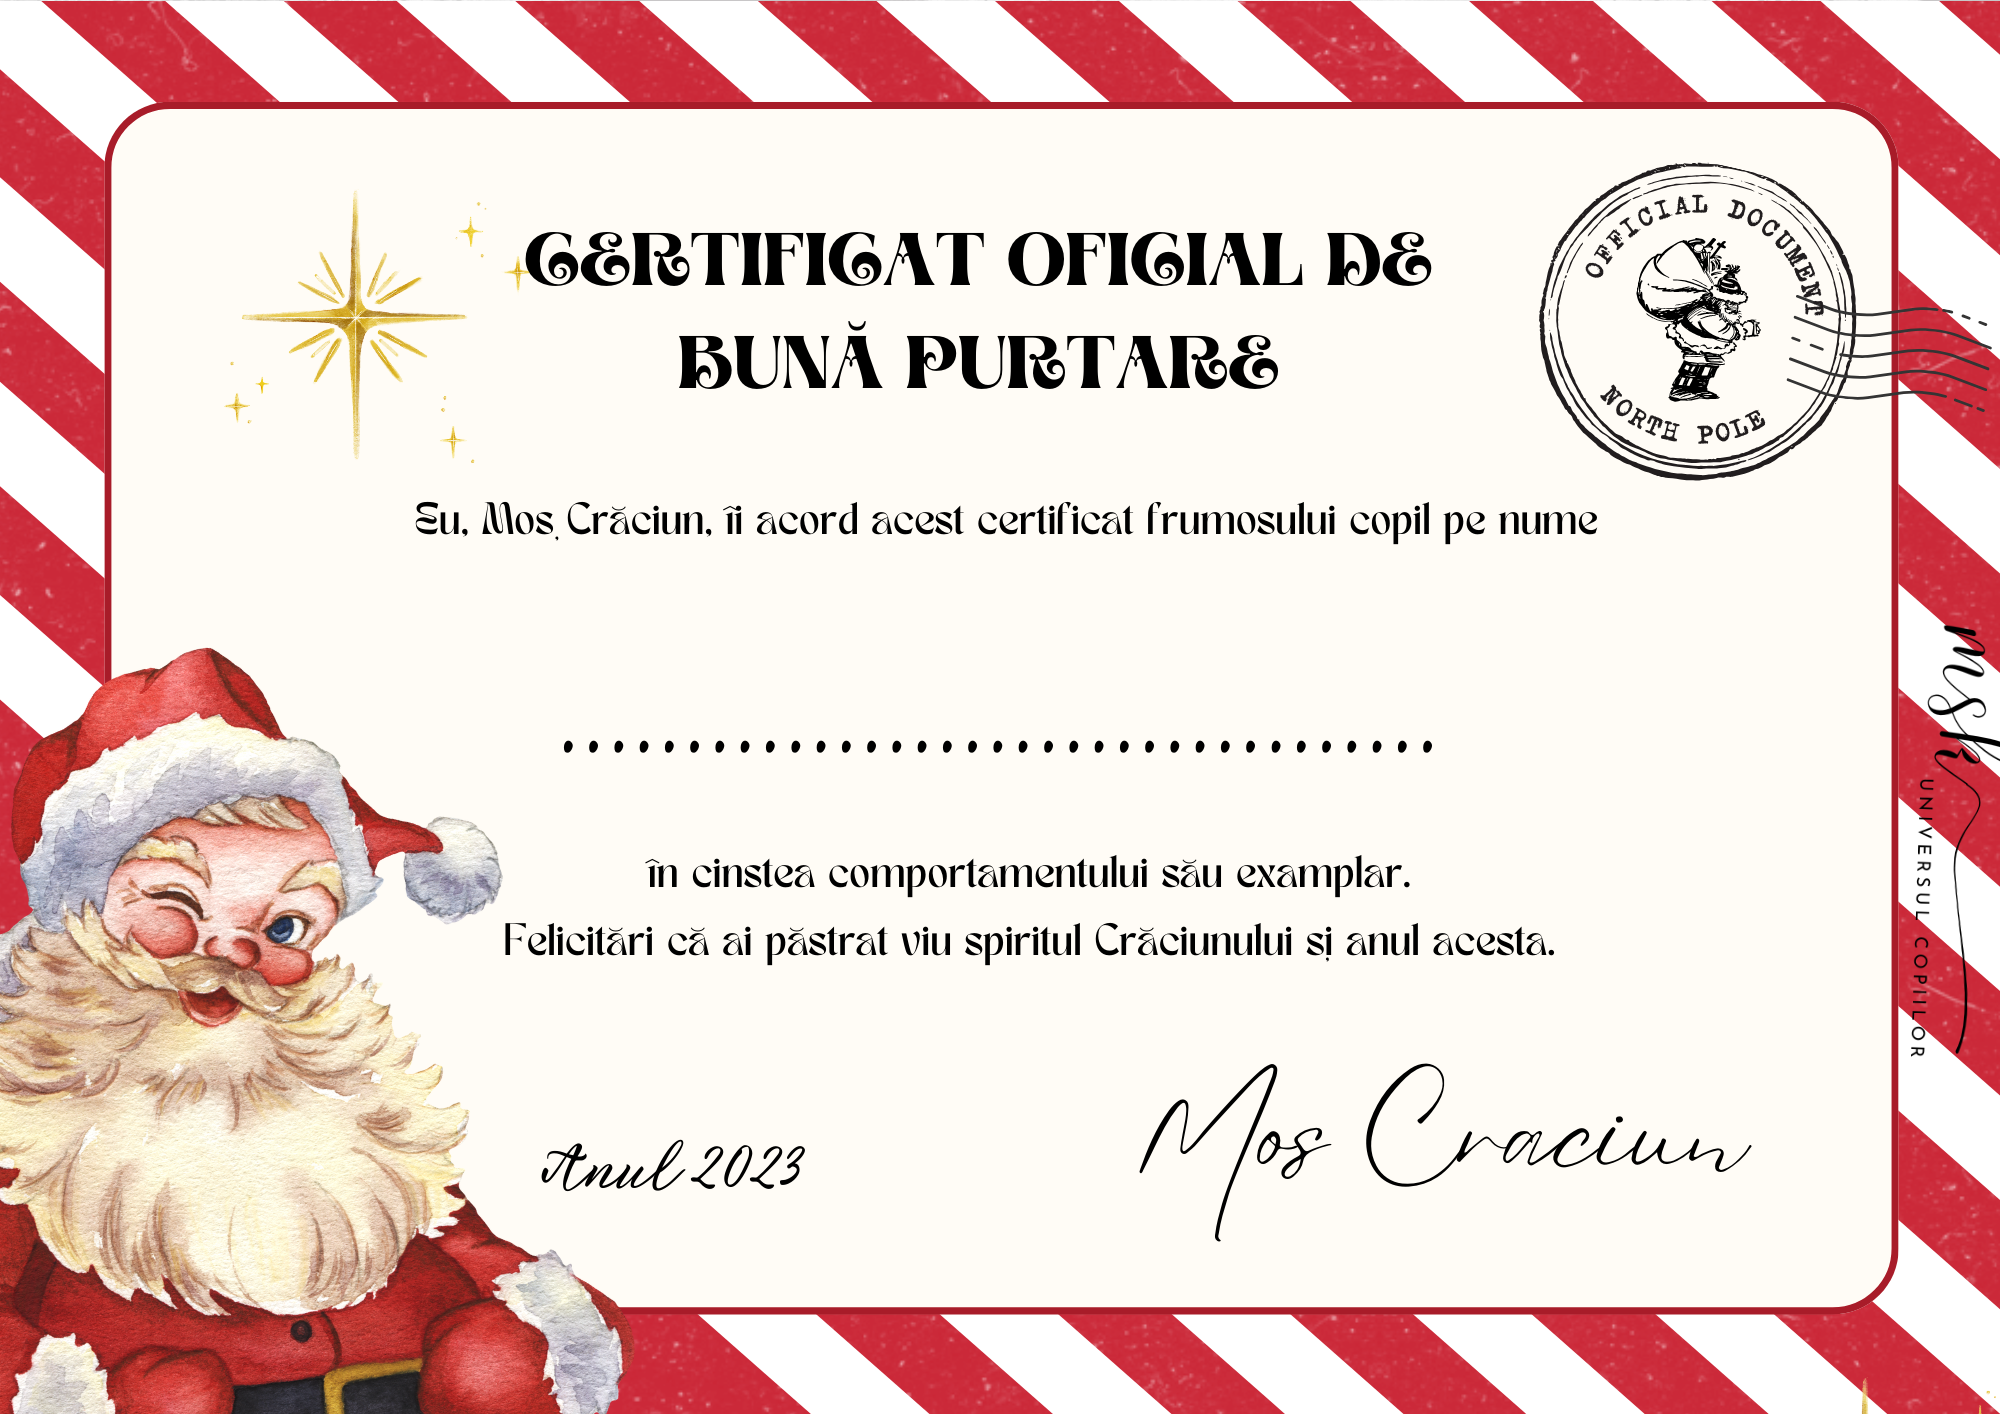 CERTIFICAT OFICIAL DE
BUNĂ PURTARE
OFFICIAL DOCUMENT
NORTH POLE
Eu, Moș Crăciun, îi acord acest certificat frumosului copil pe nume
...................................
în cinstea comportamentului său examplar.
Felicitări că ai păstrat viu spiritul Crăciunului și anul acesta.
Anul 2023
Mos Craciun
msk
UNIVERSUL COPIILOR